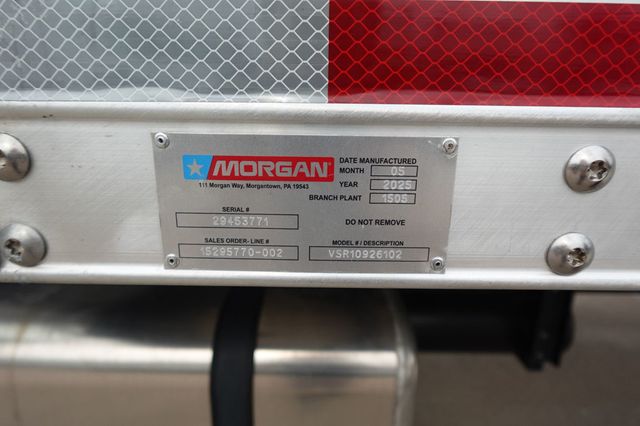 MORGAN
111 Morgan Way, Morgantown, PA 19543
DATE MANUFACTURED
MONTH 05
YEAR 2025
BRANCH PLANT 1505
SERIAL #
29453771
DO NOT REMOVE
SALES ORDER- LINE # MODEL # / DESCRIPTION
15295770-002 VSR10926102